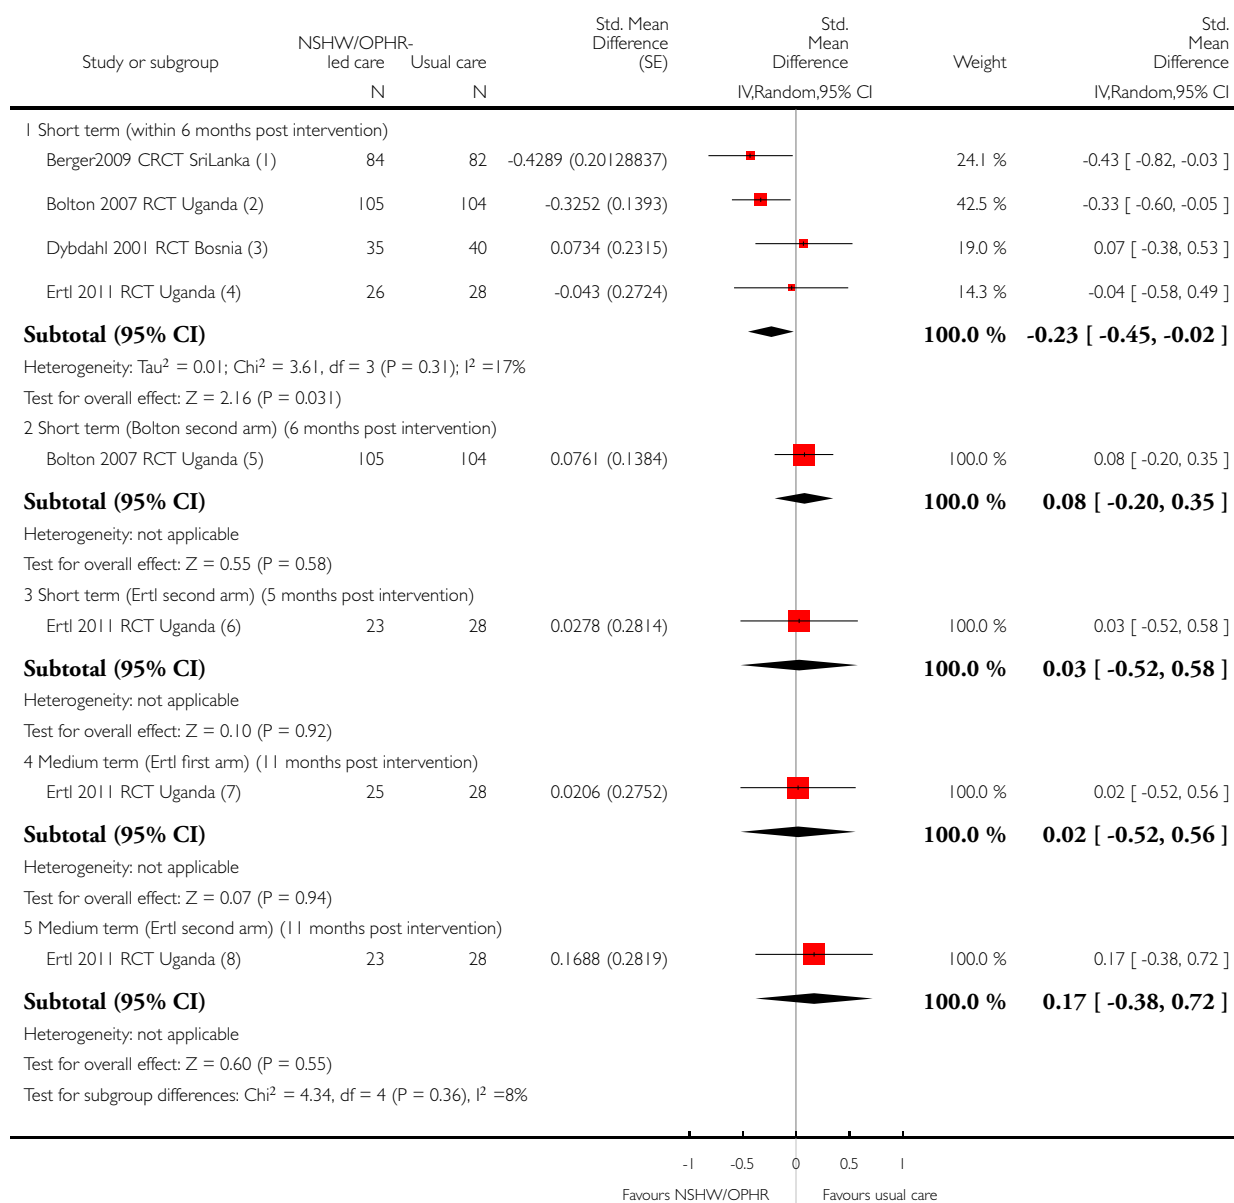 Study or subgroup NSHW/OPHR-led care Usual care Std. Mean Difference (SE) Std. Mean Difference Weight Std. Mean Difference
N N IV,Random,95% CI IV,Random,95% CI
1 Short term (within 6 months post intervention)
Berger2009 CRCT SriLanka (1) 84 82 -0.4289 (0.20128837) 24.1 % -0.43 [ -0.82, -0.03 ]
Bolton 2007 RCT Uganda (2) 105 104 -0.3252 (0.1393) 42.5 % -0.33 [ -0.60, -0.05 ]
Dybdahl 2001 RCT Bosnia (3) 35 40 0.0734 (0.2315) 19.0 % 0.07 [ -0.38, 0.53 ]
Ertl 2011 RCT Uganda (4) 26 28 -0.043 (0.2724) 14.3 % -0.04 [ -0.58, 0.49 ]
Subtotal (95% CI) 100.0 % -0.23 [ -0.45, -0.02 ]
Heterogeneity: Tau² = 0.01; Chi² = 3.61, df = 3 (P = 0.31); I² =17%
Test for overall effect: Z = 2.16 (P = 0.031)
2 Short term (Bolton second arm) (6 months post intervention)
Bolton 2007 RCT Uganda (5) 105 104 0.0761 (0.1384) 100.0 % 0.08 [ -0.20, 0.35 ]
Subtotal (95% CI) 100.0 % 0.08 [ -0.20, 0.35 ]
Heterogeneity: not applicable
Test for overall effect: Z = 0.55 (P = 0.58)
3 Short term (Ertl second arm) (5 months post intervention)
Ertl 2011 RCT Uganda (6) 23 28 0.0278 (0.2814) 100.0 % 0.03 [ -0.52, 0.58 ]
Subtotal (95% CI) 100.0 % 0.03 [ -0.52, 0.58 ]
Heterogeneity: not applicable
Test for overall effect: Z = 0.10 (P = 0.92)
4 Medium term (Ertl first arm) (11 months post intervention)
Ertl 2011 RCT Uganda (7) 25 28 0.0206 (0.2752) 100.0 % 0.02 [ -0.52, 0.56 ]
Subtotal (95% CI) 100.0 % 0.02 [ -0.52, 0.56 ]
Heterogeneity: not applicable
Test for overall effect: Z = 0.07 (P = 0.94)
5 Medium term (Ertl second arm) (11 months post intervention)
Ertl 2011 RCT Uganda (8) 23 28 0.1688 (0.2819) 100.0 % 0.17 [ -0.38, 0.72 ]
Subtotal (95% CI) 100.0 % 0.17 [ -0.38, 0.72 ]
Heterogeneity: not applicable
Test for overall effect: Z = 0.60 (P = 0.55)
Test for subgroup differences: Chi² = 4.34, df = 4 (P = 0.36), I² =8%
-1 -0.5 0 0.5 1
Favours NSHW/OPHR Favours usual care